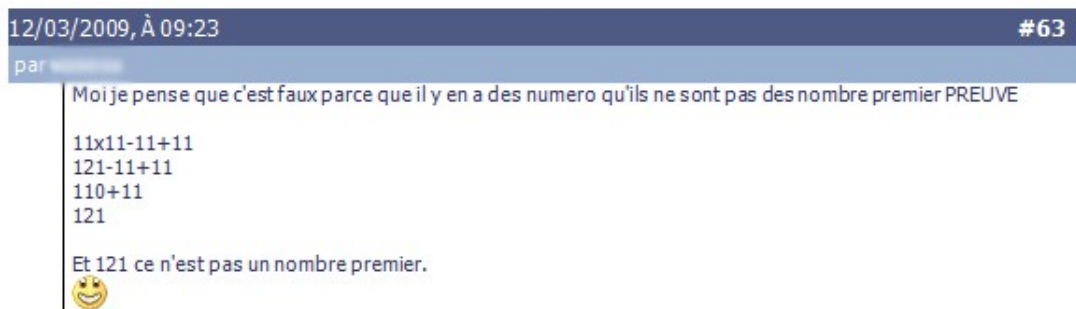 12/03/2009, À 09:23 #63
par
Moi je pense que c'est faux parce que il y en a des numero qu'ils ne sont pas des nombre premier PREUVE
11x11-11+11
121-11+11
110+11
121
Et 121 ce n'est pas un nombre premier.